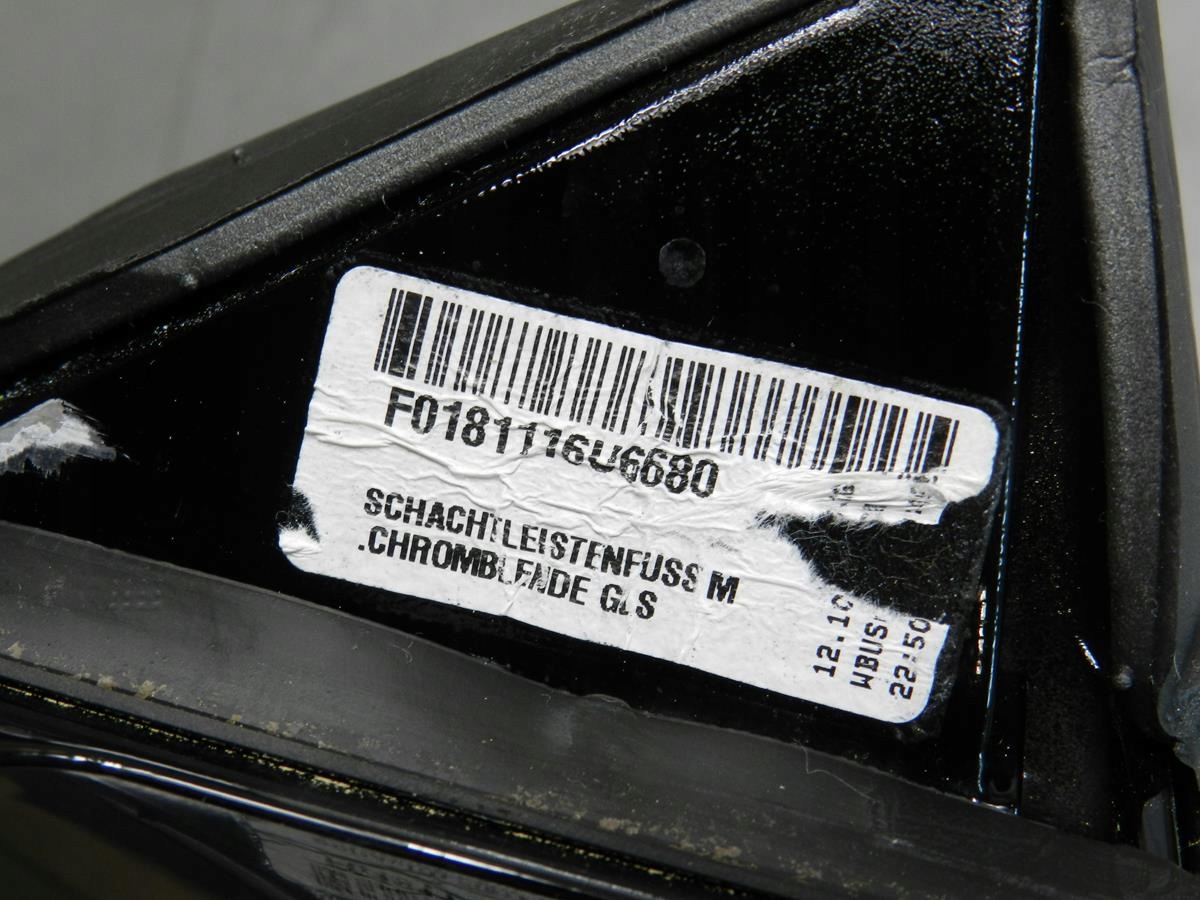 F0181116U6680
SCHACHTLEISTENFUSS M
.CHROMBLENDE GLS
12.10
WBUS
22:50